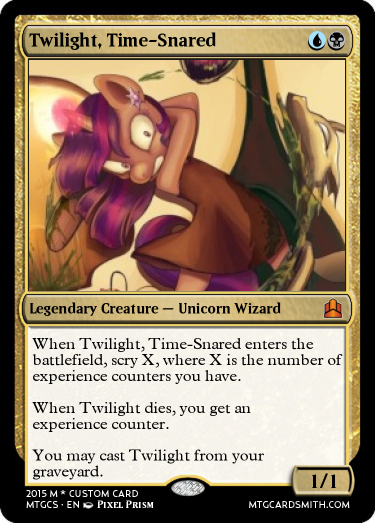 Twilight, Time-Snared
Legendary Creature — Unicorn Wizard
When Twilight, Time-Snared enters the
battlefield, scry X, where X is the number of
experience counters you have.
When Twilight dies, you get an
experience counter.
You may cast Twilight from your
graveyard.
1/1
2015 M * CUSTOM CARD
MTGCS · EN Pixel Prism
MTGCARDSMITH.COM